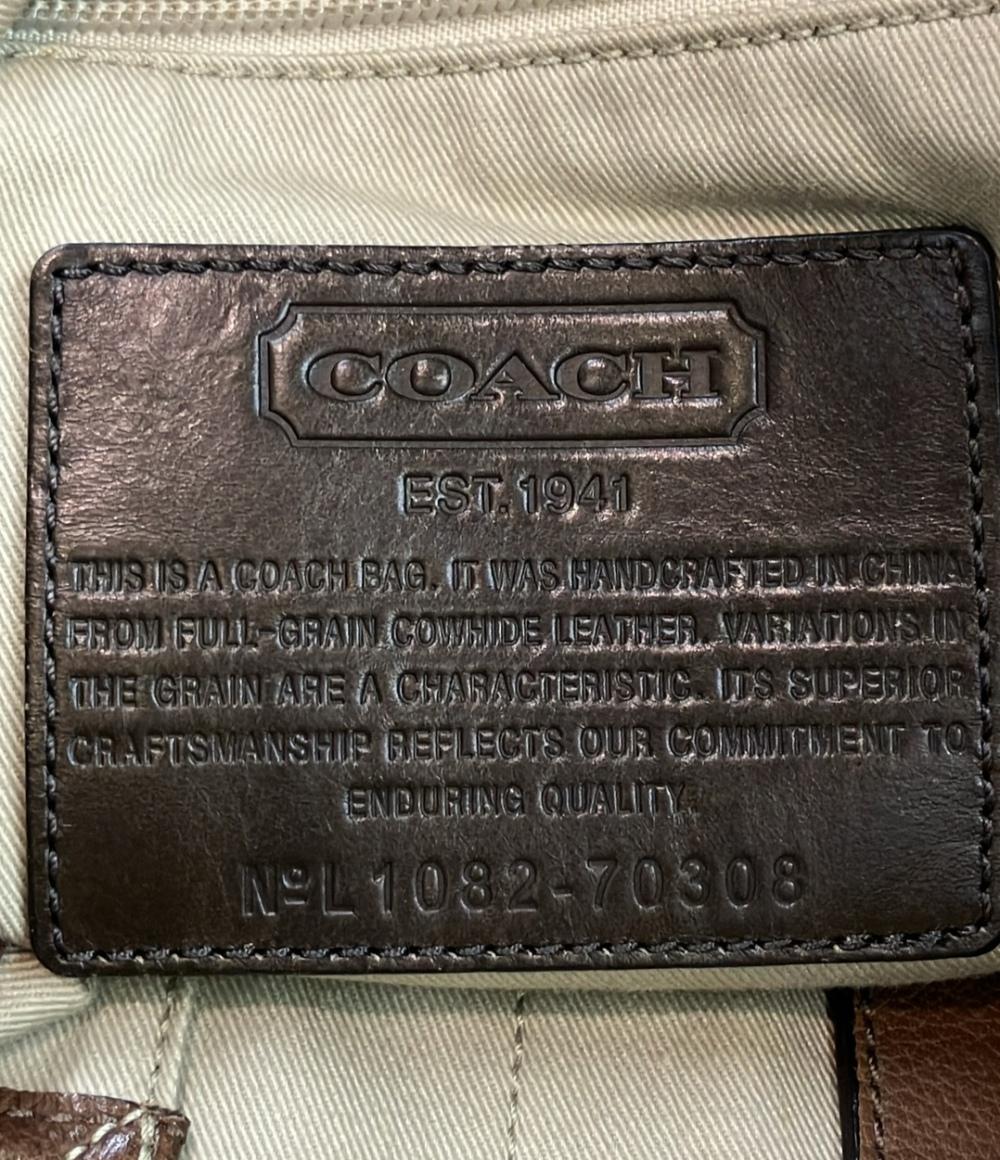 COACH
EST. 1941
THIS IS A COACH BAG. IT WAS HANDCRAFTED IN CHINA
FROM FULL-GRAIN COWHIDE LEATHER. VARIATIONS IN
THE GRAIN ARE A CHARACTERISTIC. ITS SUPERIOR
CRAFTSMANSHIP REFLECTS OUR COMMITMENT TO
ENDURING QUALITY.
Nº L1082-70308